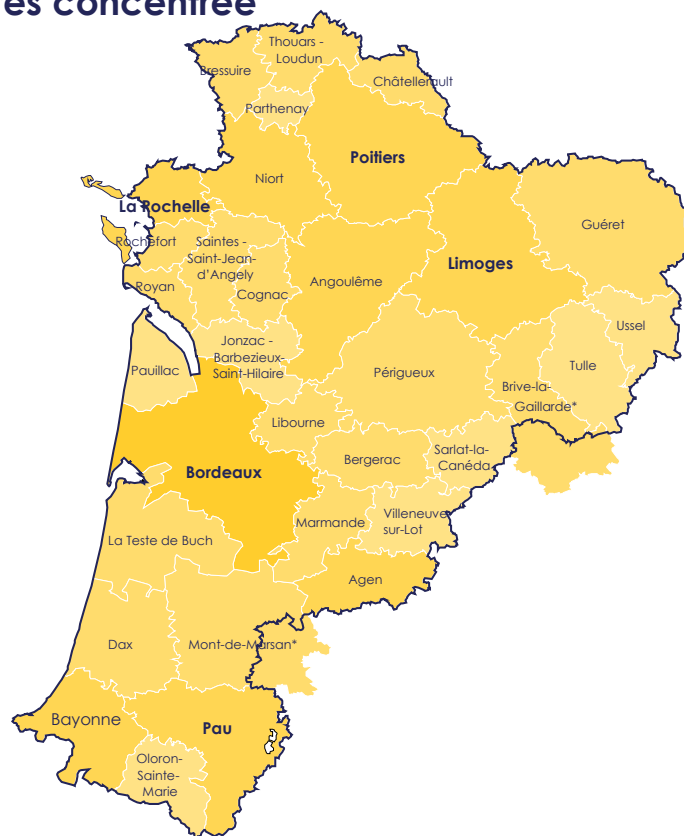 es concentrée
Thouars -
Loudun
Bressuire
Châtellerault
Parthenay
Poitiers
Niort
La Rochelle
Guéret
Rochefort
Saintes -
Saint-Jean-
d'Angely
Limoges
Angoulême
Royan
Cognac
Ussel
Jonzac -
Barbezieux-
Saint-Hilaire
Pauillac
Périgueux
Tulle
Brive-la-
Gaillarde*
Libourne
Bergerac
Sarlat-la-
Canéda
Bordeaux
Marmande
Villeneuve
sur-Lot
La Teste de Buch
Agen
Dax
Mont-de-Marsan*
Bayonne
Pau
Oloron-
Sainte-
Marie